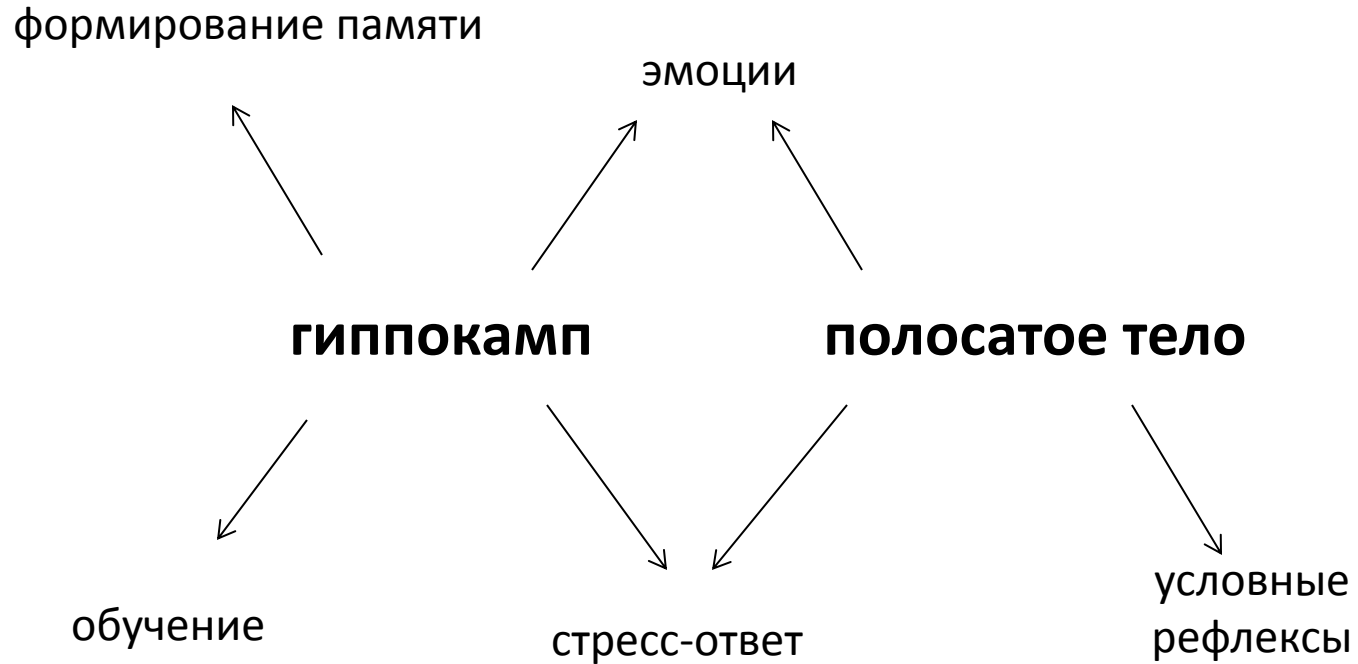 формирование памяти
эмоции
гиппокамп
полосатое тело
обучение
стресс-ответ
условные
рефлексы